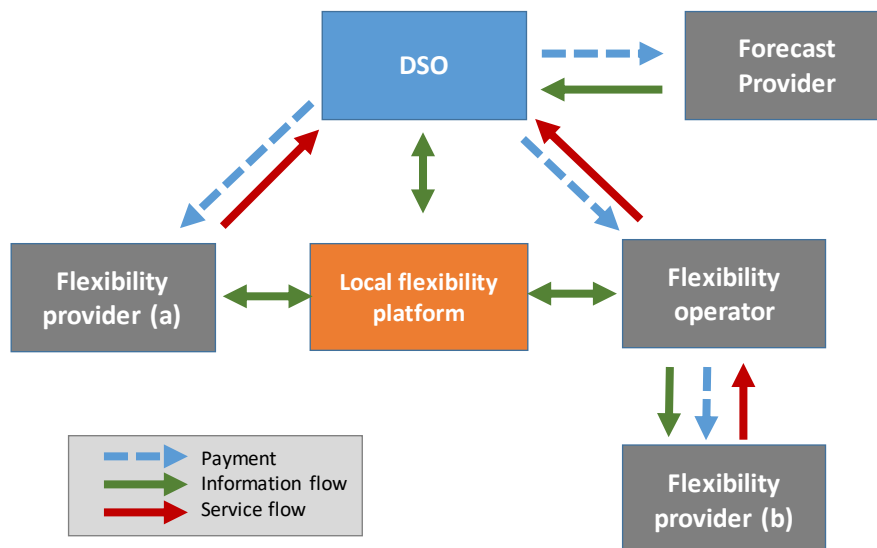 DSO
Forecast
Provider
Flexibility
provider (a)
Local flexibility
platform
Flexibility
operator
Flexibility
provider (b)
Payment
Information flow
Service flow